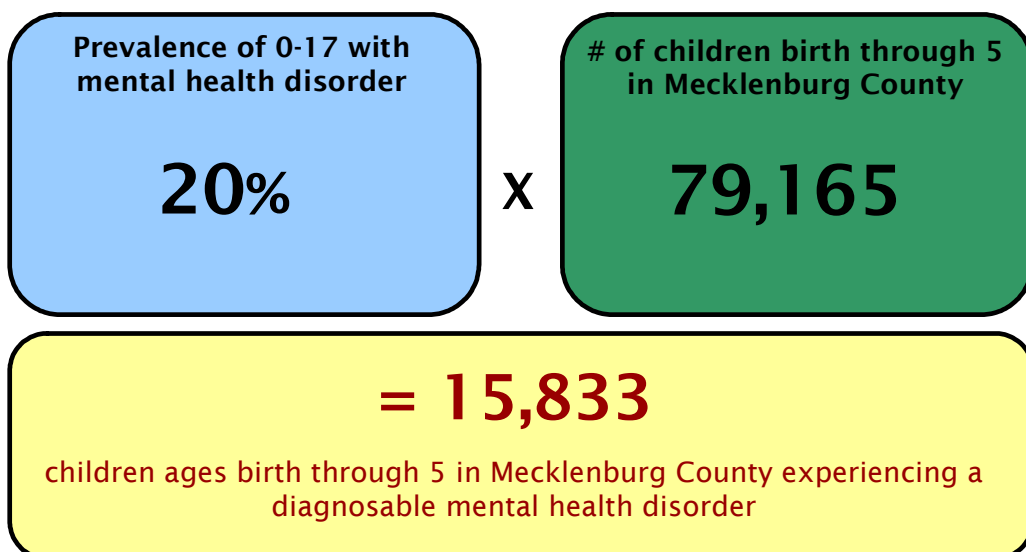 Prevalence of 0-17 with
mental health disorder
20%
X
# of children birth through 5
in Mecklenburg County
79,165
= 15,833
children ages birth through 5 in Mecklenburg County experiencing a
diagnosable mental health disorder